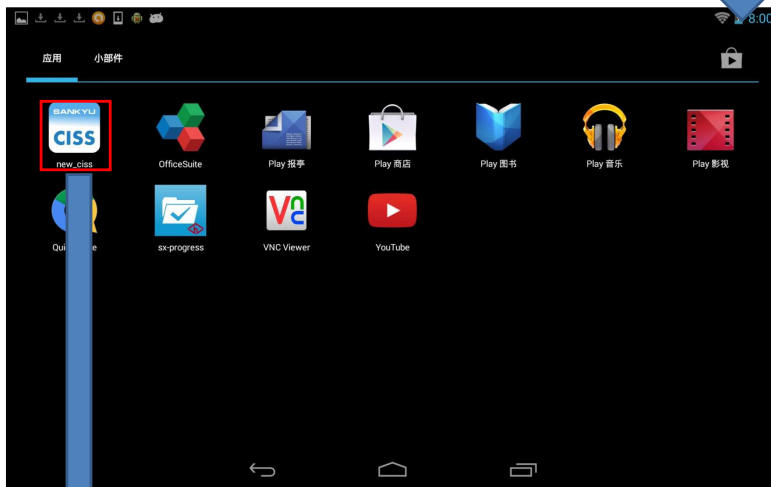 8:00
应用 小部件
SANKYU
CISS
new_ciss OfficeSuite Play 报亭 Play 商店 Play 图书 Play 音乐 Play 影视
sx-progress VNC Viewer YouTube